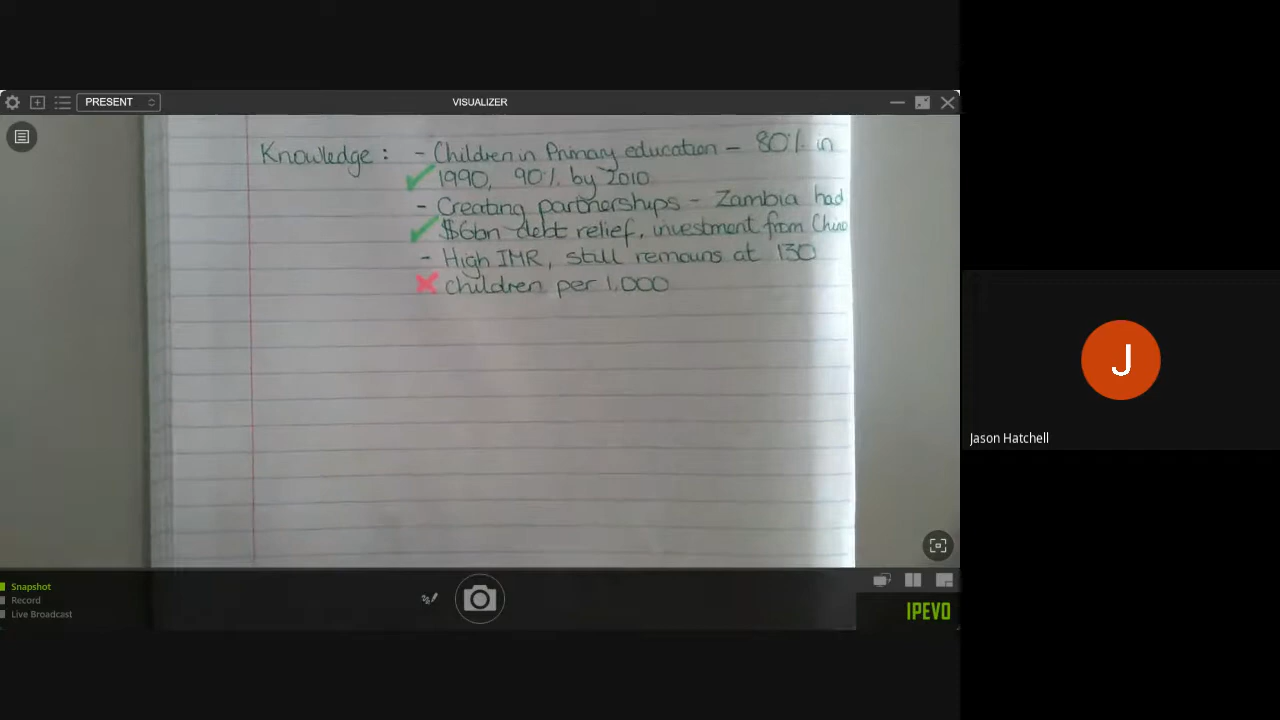 PRESENT
VISUALIZER
Knowledge : - Children in Primary education - 80% in
1990, 90% by 2010.
- Creating partnerships - Zambia had
$6bn debt relief, investment from China
- High IMR, still remains at 130
children per 1,000
J
Jason Hatchell
Snapshot
Record
Live Broadcast
IPEVO